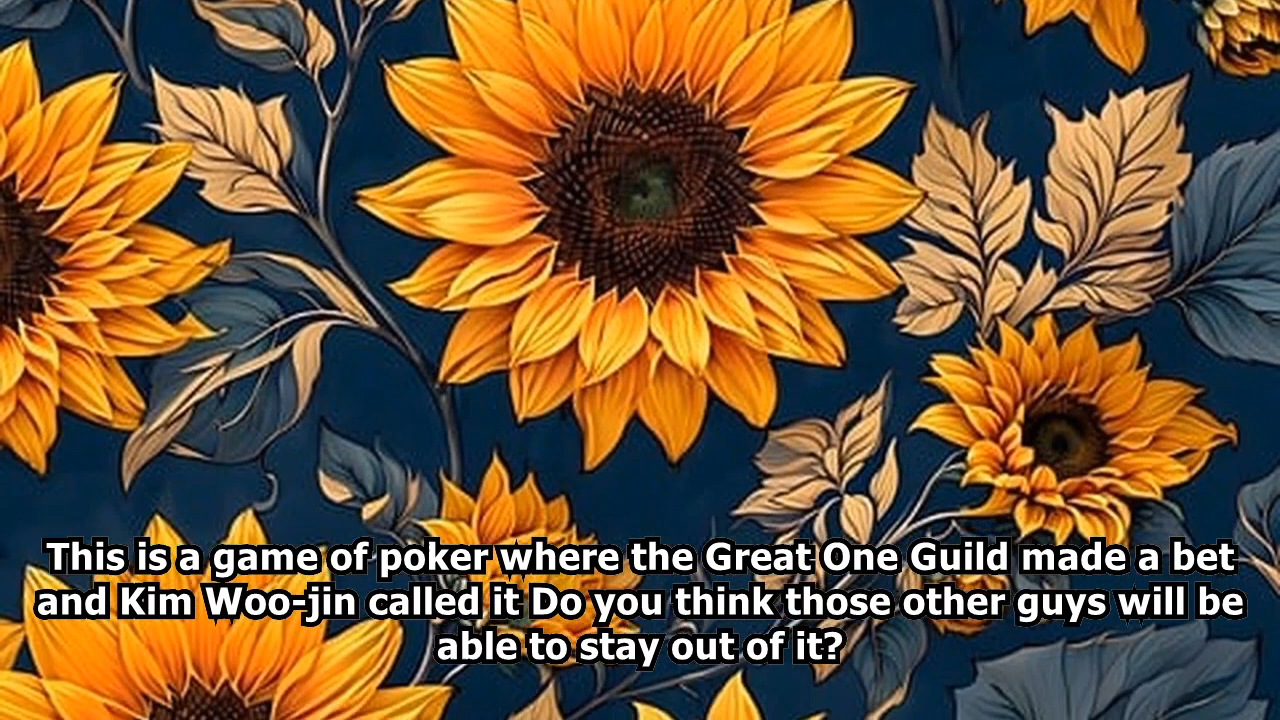 This is a game of poker where the Great One Guild made a bet
and Kim Woo-jin called it Do you think those other guys will be
able to stay out of it?